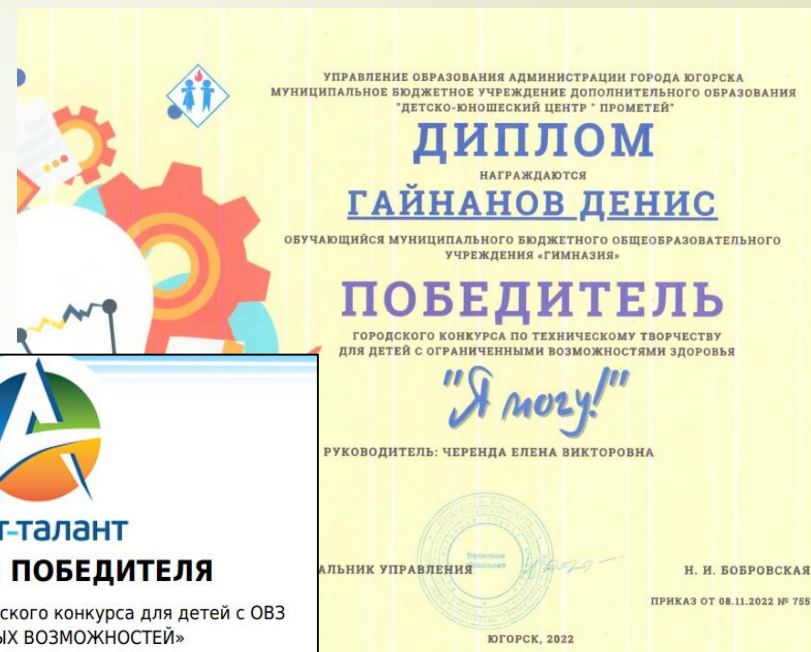 УПРАВЛЕНИЕ ОБРАЗОВАНИЯ АДМИНИСТРАЦИИ ГОРОДА ЮГОРСКА
МУНИЦИПАЛЬНОЕ БЮДЖЕТНОЕ УЧРЕЖДЕНИЕ ДОПОЛНИТЕЛЬНОГО ОБРАЗОВАНИЯ
"ДЕТСКО-ЮНОШЕСКИЙ ЦЕНТР " ПРОМЕТЕЙ"
ДИПЛОМ
НАГРАЖДАЮТСЯ
ГАЙНАНОВ ДЕНИС
ОБУЧАЮЩИЙСЯ МУНИЦИПАЛЬНОГО БЮДЖЕТНОГО ОБЩЕОБРАЗОВАТЕЛЬНОГО
УЧРЕЖДЕНИЯ «ГИМНАЗИЯ»
ПОБЕДИТЕЛЬ
ГОРОДСКОГО КОНКУРСА ПО ТЕХНИЧЕСКОМУ ТВОРЧЕСТВУ
ДЛЯ ДЕТЕЙ С ОГРАНИЧЕННЫМИ ВОЗМОЖНОСТЯМИ ЗДОРОВЬЯ
"Я могу!"
РУКОВОДИТЕЛЬ: ЧЕРЕНДА ЕЛЕНА ВИКТОРОВНА
АЛЬНИК УПРАВЛЕНИЯ
Управление
образования
Н. И. БОБРОВСКАЯ
ПРИКАЗ ОТ 08.11.2022 № 755
ЮГОРСК, 2022
т-талант
ПОБЕДИТЕЛЯ
ского конкурса для детей с ОВЗ
ЫХ ВОЗМОЖНОСТЕЙ»